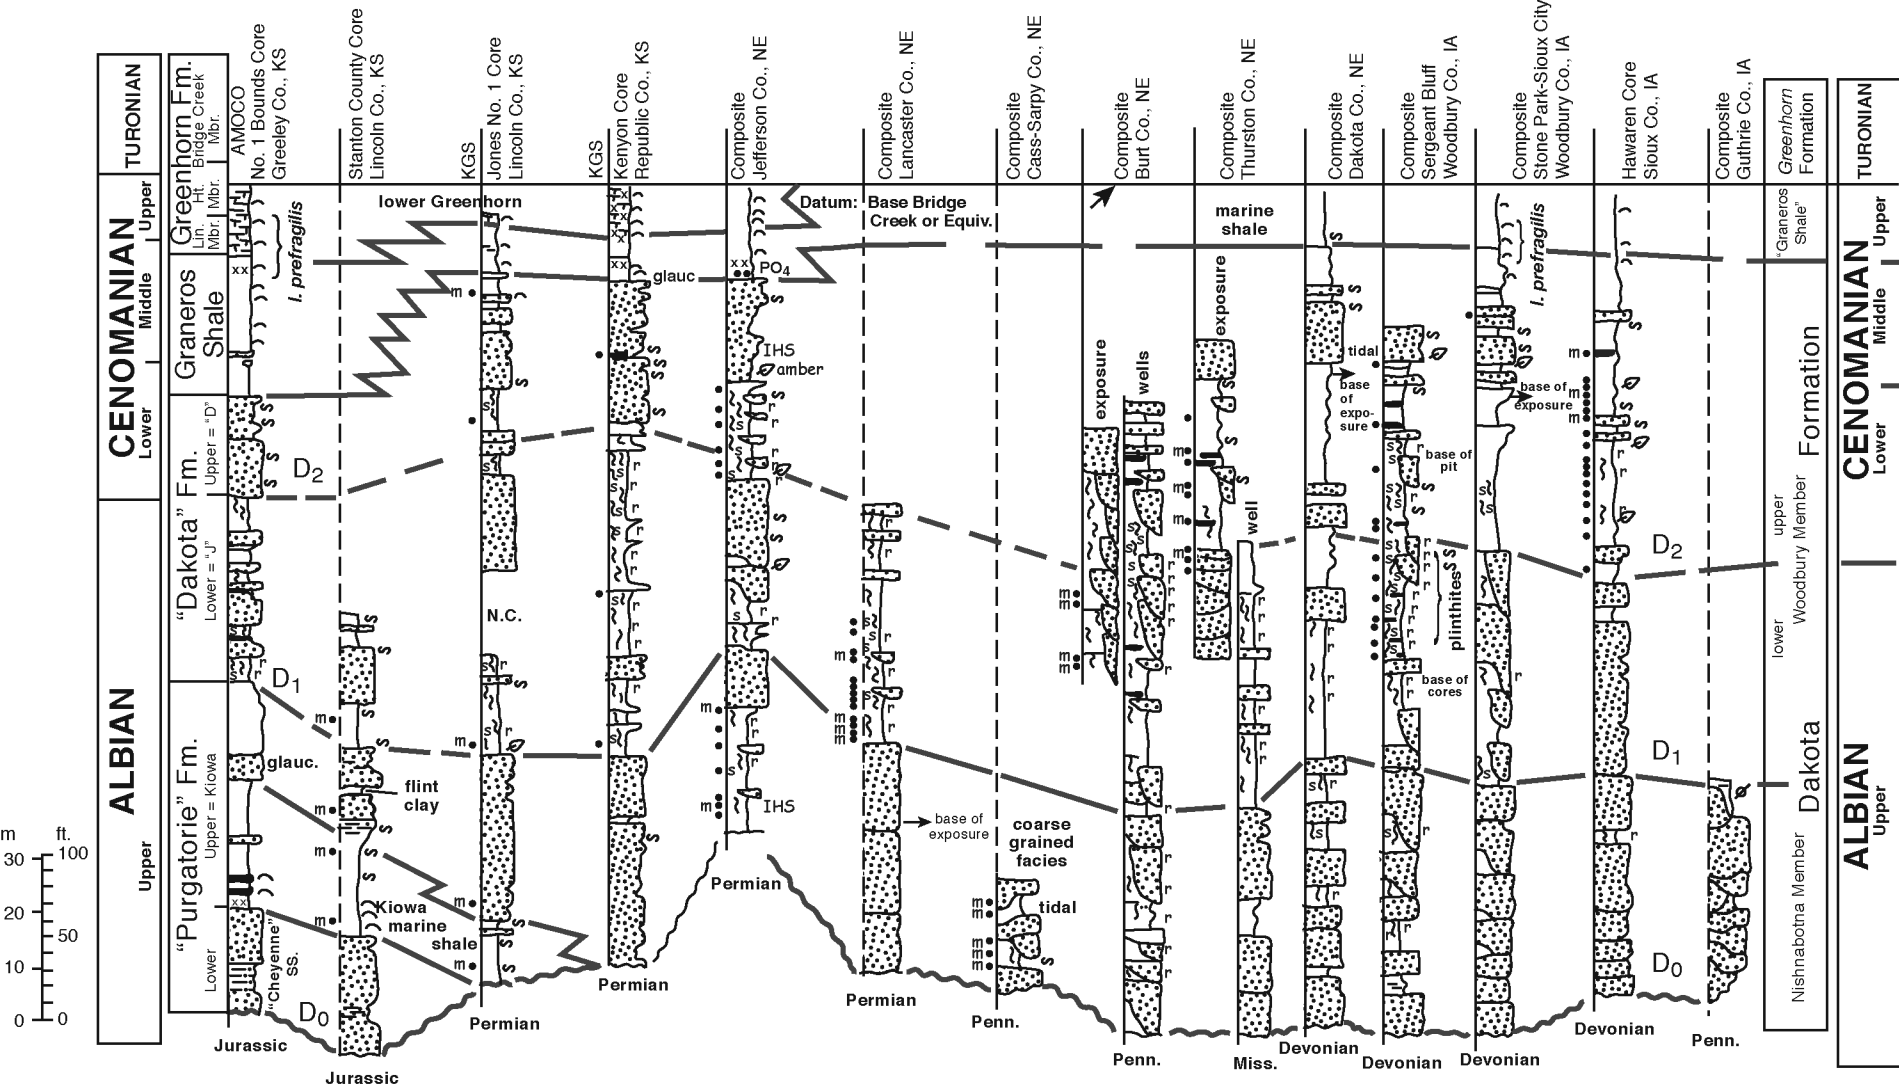 TURONIAN
CENOMANIAN
Upper
Middle
Lower
ALBIAN
Upper
Greenhorn Fm.
Bridge Creek
Mbr.
Ht.
Mbr.
Lin.
Mbr.
Graneros
Shale
"Dakota" Fm.
Upper = "D"
Lower = "J"
"Purgatorie" Fm.
Upper = Kiowa
Lower
m
ft.
30
100
20
50
10
0
0
AMOCO
No. 1 Bounds Core
Greeley Co., KS
Stanton County Core
Lincoln Co., KS
KGS
Jones No. 1 Core
Lincoln Co., KS
KGS
Kenyon Core
Republic Co., KS
Composite
Jefferson Co., NE
Composite
Lancaster Co., NE
Composite
Cass-Sarpy Co., NE
Composite
Burt Co., NE
Composite
Thurston Co., NE
Composite
Dakota Co., NE
Composite
Sergeant Bluff
Woodbury Co., IA
Composite
Stone Park-Sioux City
Woodbury Co., IA
Hawaren Core
Sioux Co., IA
Composite
Guthrie Co., IA
Greenhorn
Formation
TURONIAN
lower Greenhorn
Datum: Base Bridge
Creek or Equiv.
marine
shale
I. prefragilis
I. prefragilis
"Graneros
Shale"
glauc
PO4
IHS
amber
exposure
wells
exposure
well
tidal
base
of
expo-
sure
base of
exposure
base of
pit
plinthites
base of
cores
D2
D2
N.C.
D1
D1
glauc.
flint
clay
IHS
base of
exposure
coarse
grained
facies
tidal
Kiowa
marine
shale
"Cheyenne"
ss.
D0
D0
Permian
Permian
Permian
Permian
Jurassic
Jurassic
Penn.
Penn.
Miss.
Devonian
Devonian
Devonian
Devonian
Penn.
Dakota Formation
upper
Woodbury Member
lower
Nishnabotna Member
CENOMANIAN
Upper
Middle
Lower
ALBIAN
Upper